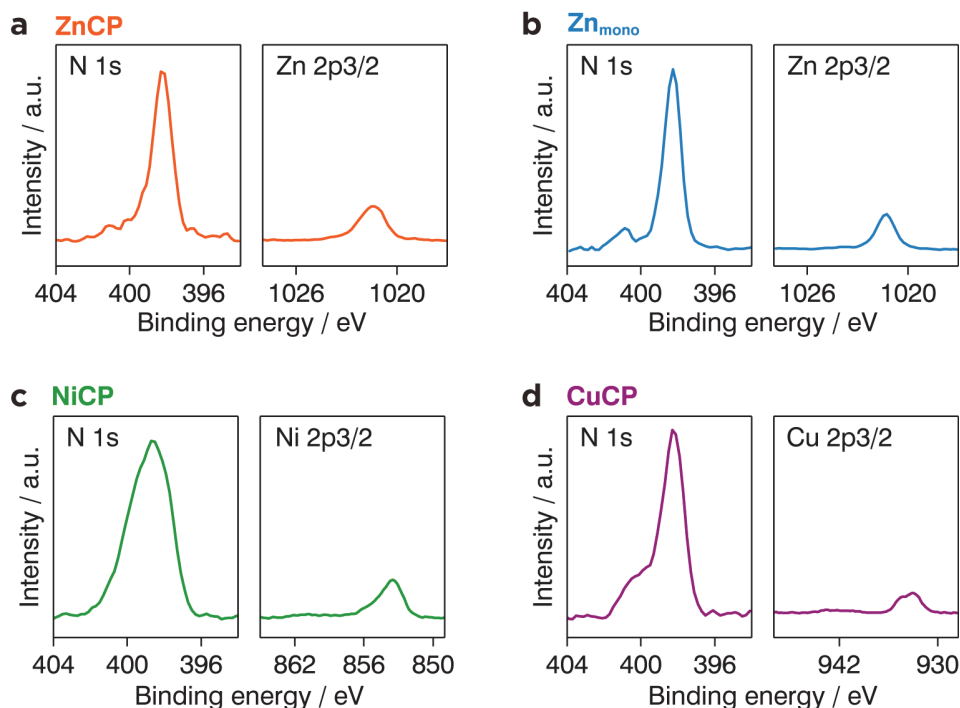 a ZnCP
N 1s
Zn 2p3/2
Intensity / a.u.
404 400 396
1026 1020
Binding energy / eV
b Zn_mono
N 1s
Zn 2p3/2
Intensity / a.u.
404 400 396
1026 1020
Binding energy / eV
c NiCP
N 1s
Ni 2p3/2
Intensity / a.u.
404 400 396
862 856 850
Binding energy / eV
d CuCP
N 1s
Cu 2p3/2
Intensity / a.u.
404 400 396
942 930
Binding energy / eV